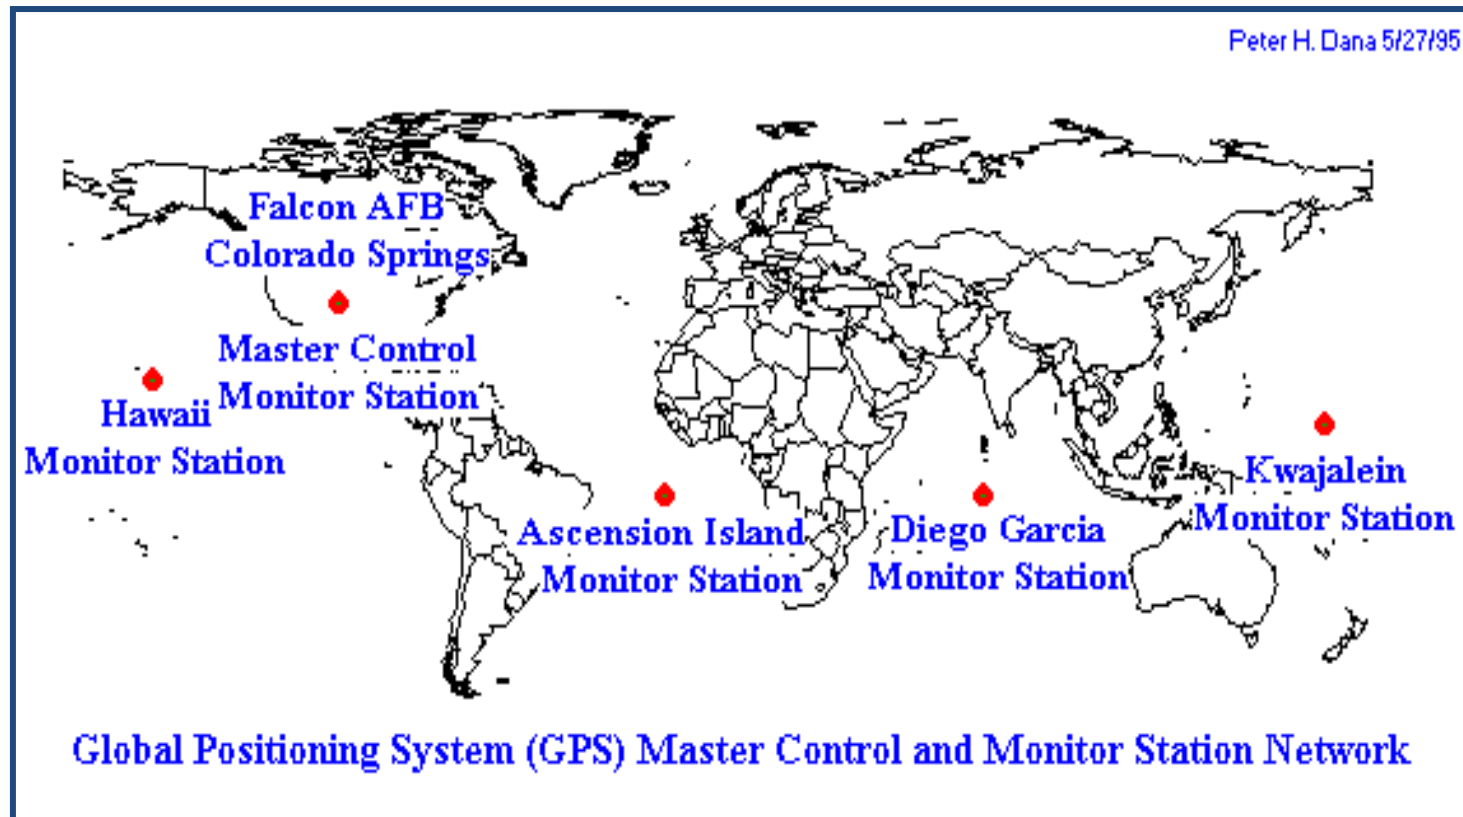 Peter H. Dana 5/27/95
Falcon AFB
Colorado Springs
Master Control
Monitor Station
Hawaii
Monitor Station
Ascension Island
Monitor Station
Diego Garcia
Monitor Station
Kwajalein
Monitor Station
Global Positioning System (GPS) Master Control and Monitor Station Network